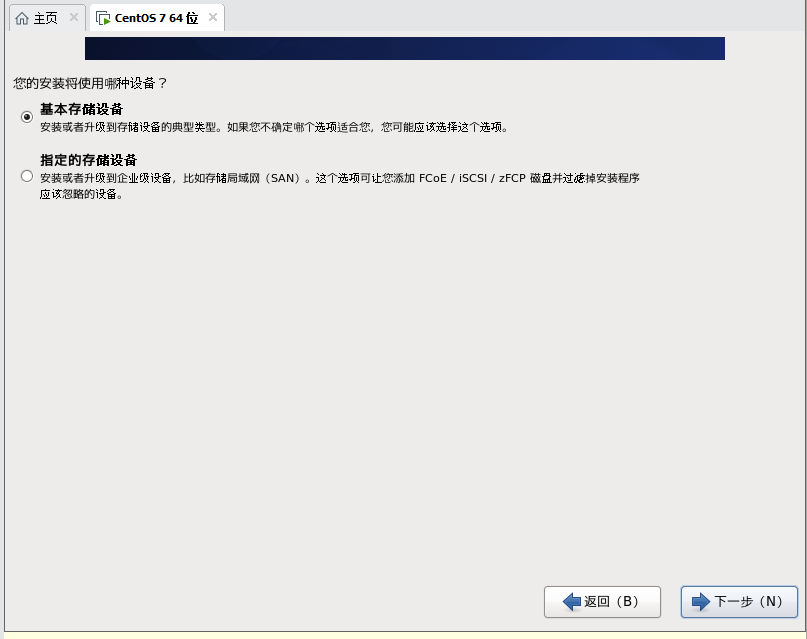 主页
CentOS 7 64 位
您的安装将使用哪种设备？
基本存储设备
安装或者升级到存储设备的典型类型。如果您不确定哪个选项适合您，您可能应该选择这个选项。
指定的存储设备
安装或者升级到企业级设备，比如存储局域网（SAN）。这个选项可让您添加 FCoE / iSCSI / zFCP 磁盘并过滤掉安装程序
应该忽略的设备。
返回（B）
下一步（N）